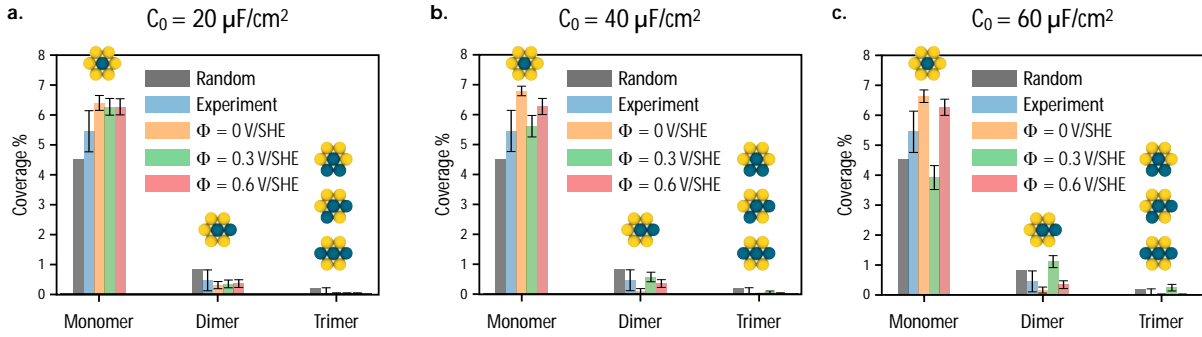 a.
C₀ = 20 µF/cm²
Coverage %
8
7
6
5
4
3
2
1
0
Random
Experiment
Φ = 0 V/SHE
Φ = 0.3 V/SHE
Φ = 0.6 V/SHE
Monomer Dimer Trimer
b.
C₀ = 40 µF/cm²
Coverage %
8
7
6
5
4
3
2
1
0
Random
Experiment
Φ = 0 V/SHE
Φ = 0.3 V/SHE
Φ = 0.6 V/SHE
Monomer Dimer Trimer
c.
C₀ = 60 µF/cm²
Coverage %
8
7
6
5
4
3
2
1
0
Random
Experiment
Φ = 0 V/SHE
Φ = 0.3 V/SHE
Φ = 0.6 V/SHE
Monomer Dimer Trimer